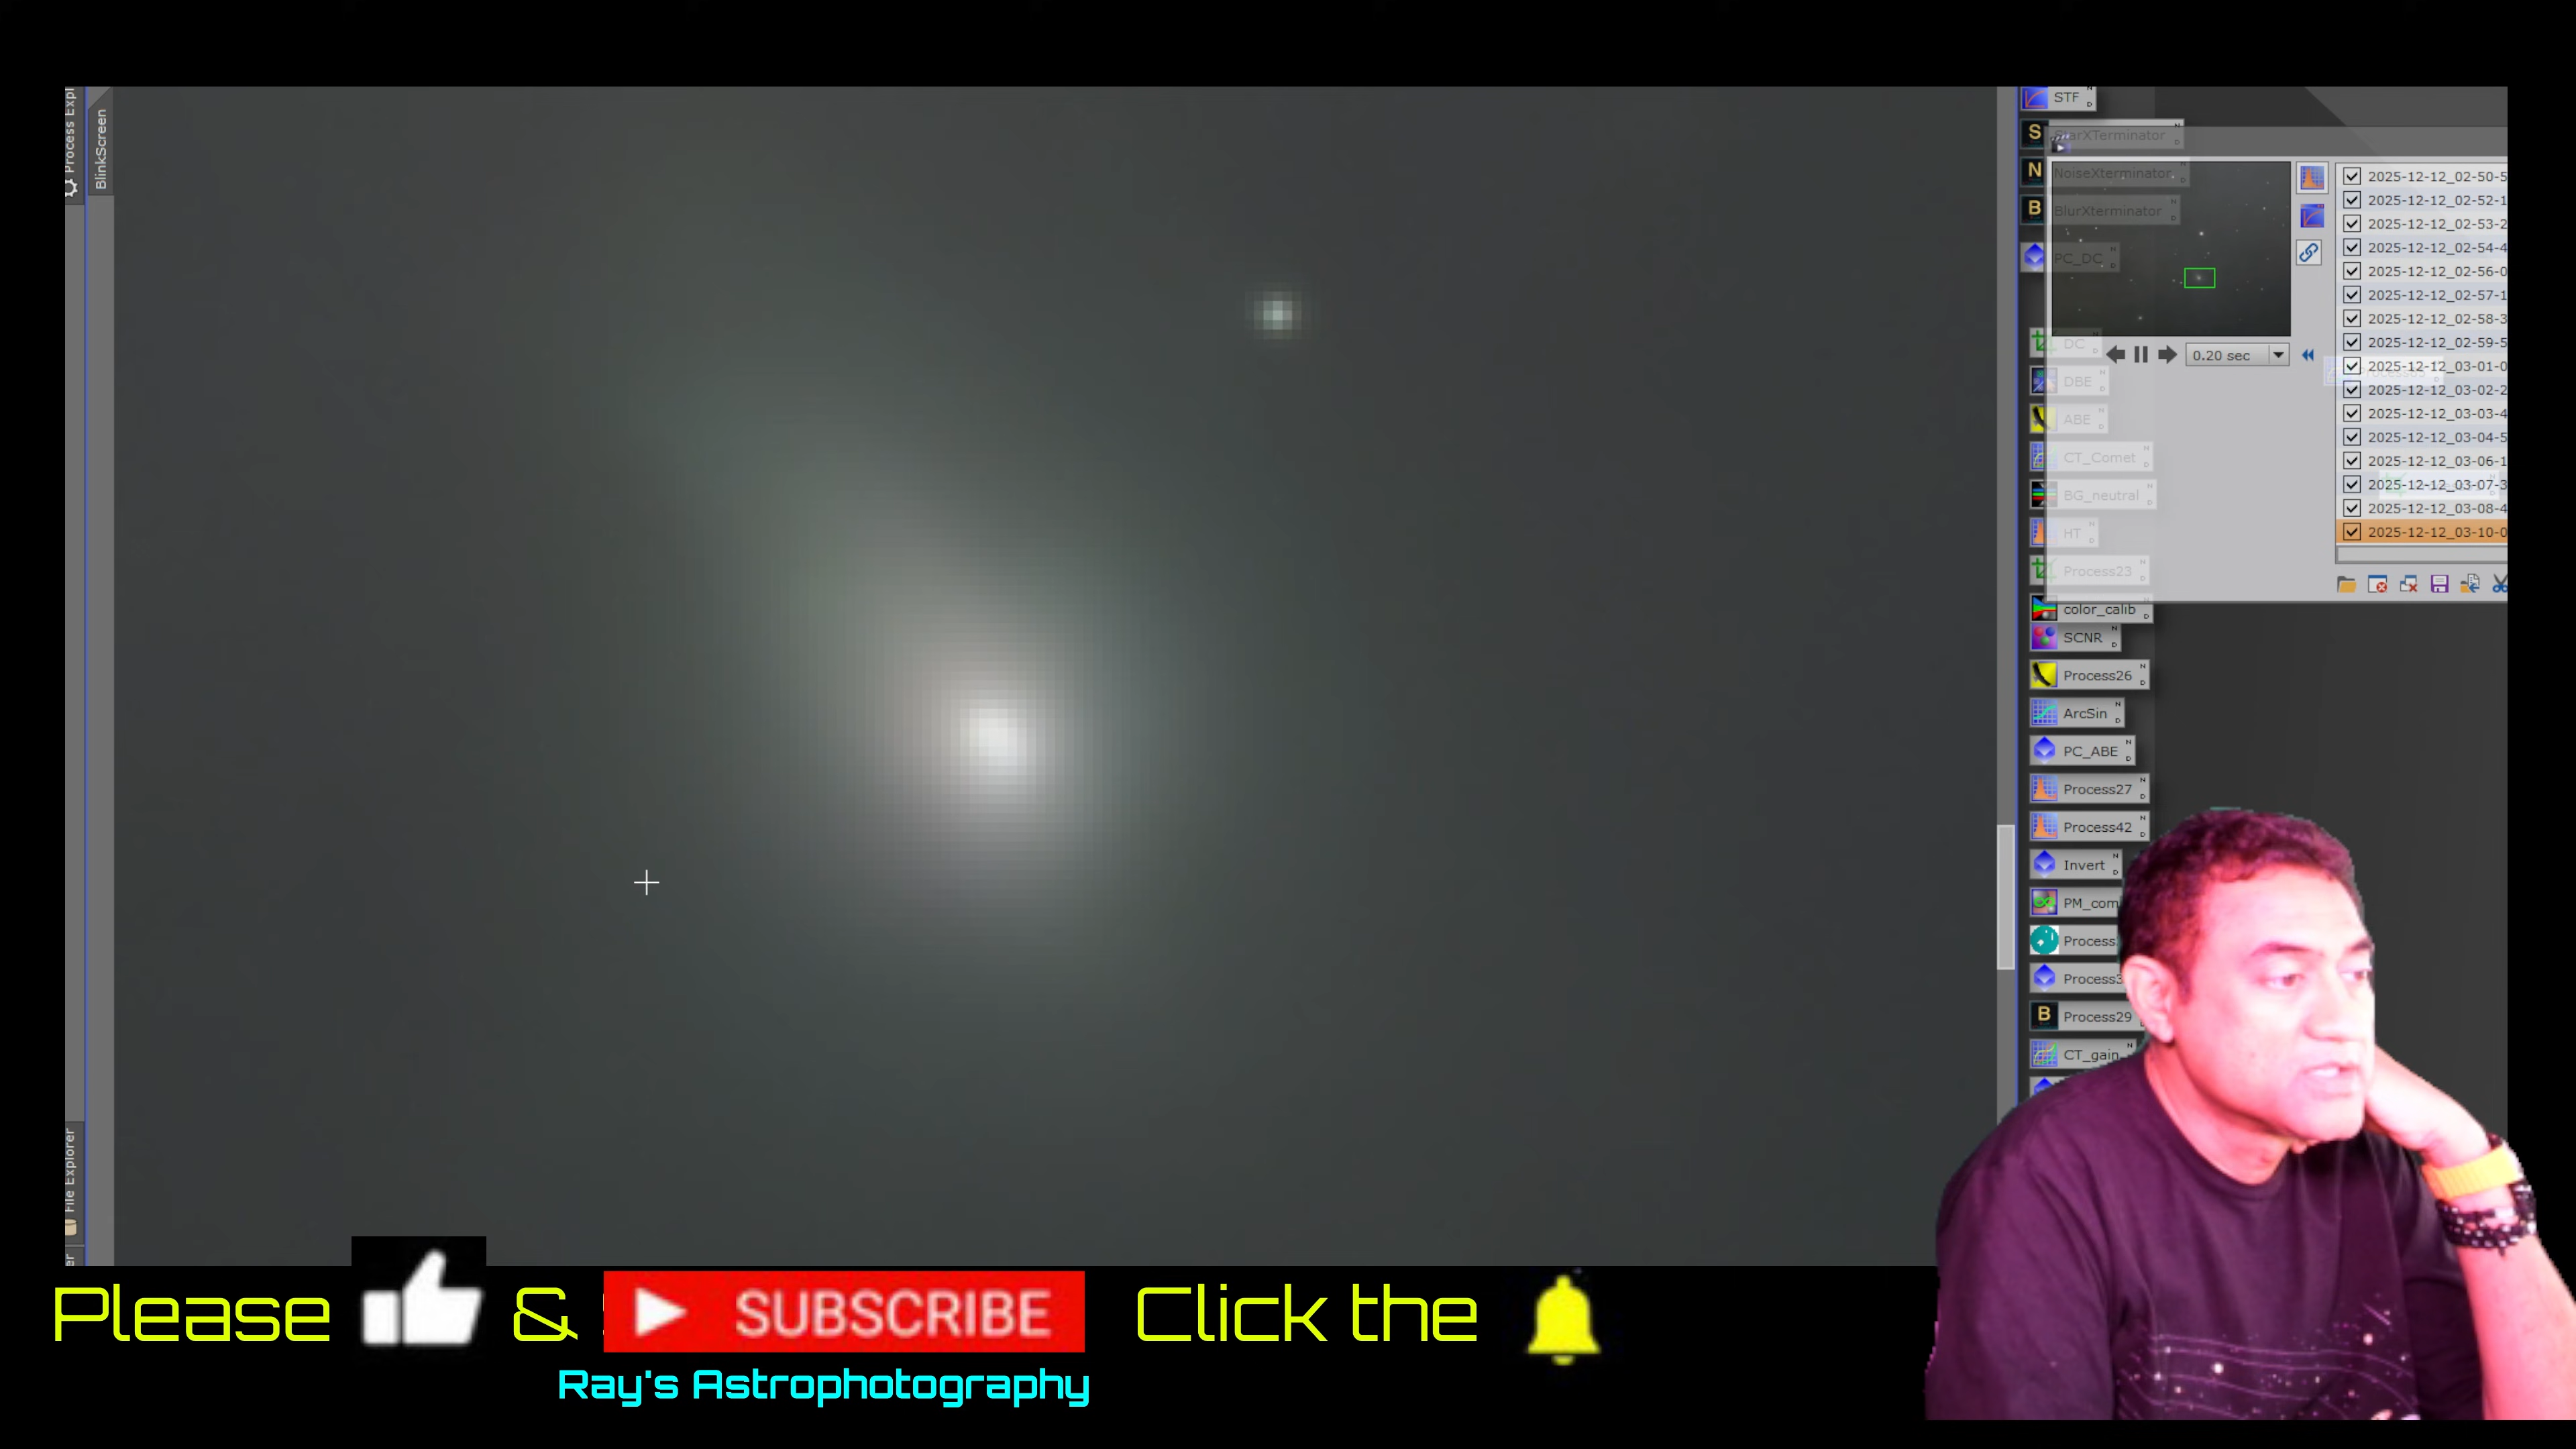 Process Expl
BlinkScreen
File Explorer
er
STF
StarXTerminator
NoiseXterminator
BlurXterminator
PC_DC
DC
DBE
ABE
CT_Comet
BG_neutral
HT
Process23
color_calib
SCNR
Process26
ArcSin
PC_ABE
Process27
Process42
Invert
PM_com
Process
Process3
Process29
CT_gain
0.20 sec
2025-12-12_02-50-5
2025-12-12_02-52-1
2025-12-12_02-53-2
2025-12-12_02-54-4
2025-12-12_02-56-0
2025-12-12_02-57-1
2025-12-12_02-58-3
2025-12-12_02-59-5
2025-12-12_03-01-0
2025-12-12_03-02-2
2025-12-12_03-03-4
2025-12-12_03-04-5
2025-12-12_03-06-1
2025-12-12_03-07-3
2025-12-12_03-08-4
2025-12-12_03-10-0
Please & SUBSCRIBE Click the
Ray's Astrophotography